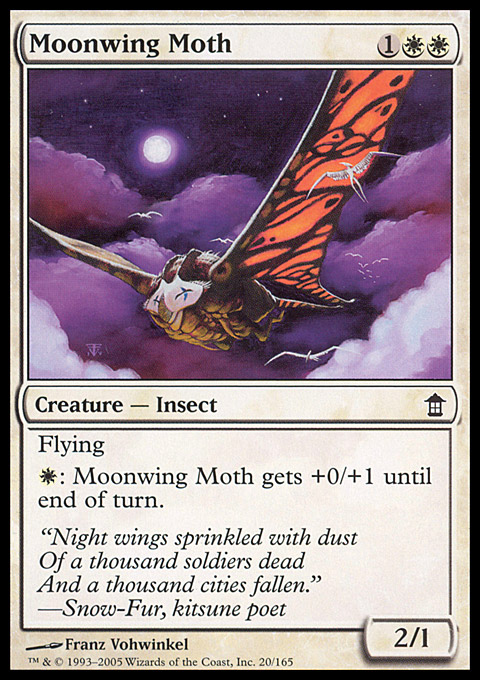 Moonwing Moth 1
Creature — Insect
Flying
: Moonwing Moth gets +0/+1 until
end of turn.
“Night wings sprinkled with dust
Of a thousand soldiers dead
And a thousand cities fallen.”
—Snow-Fur, kitsune poet
Franz Vohwinkel
2/1
™ & © 1993–2005 Wizards of the Coast, Inc. 20/165